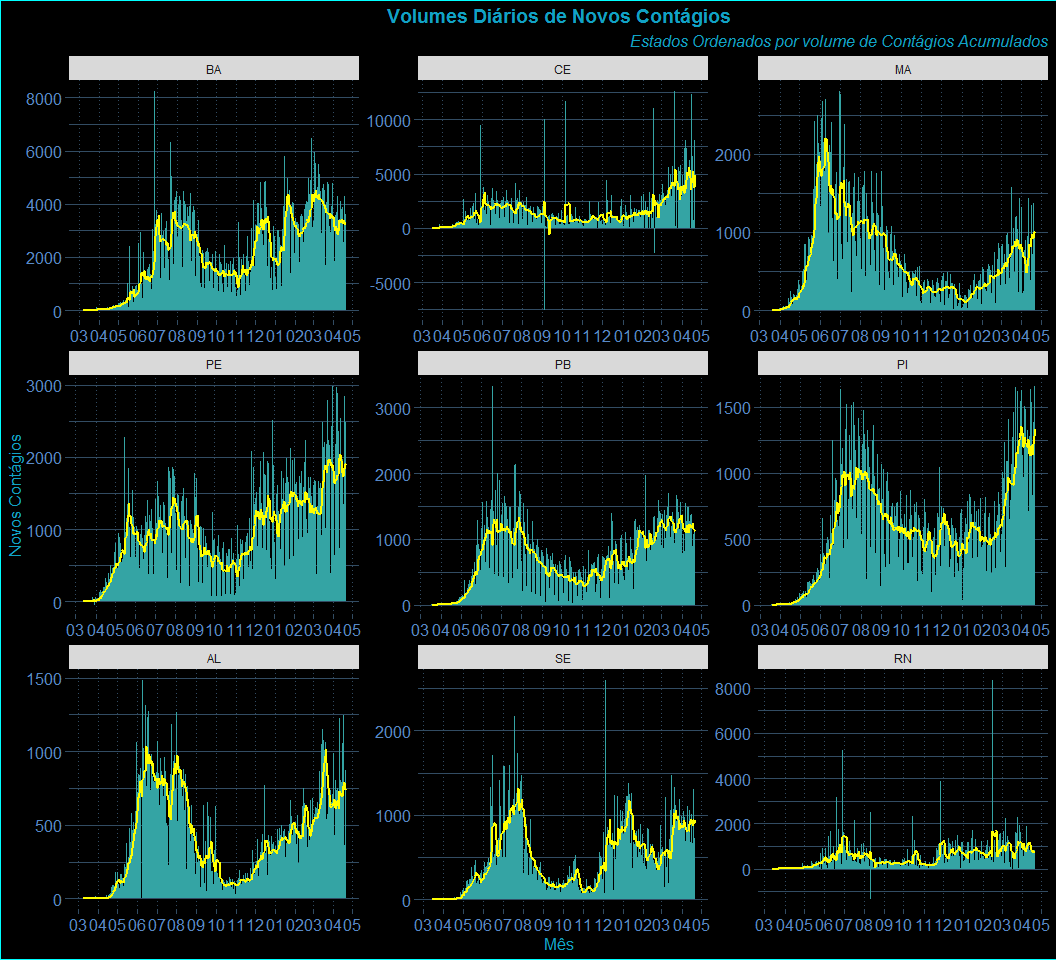 Volumes Diários de Novos Contágios
Estados Ordenados por volume de Contágios Acumulados
BA
8000
6000
4000
2000
0
03 04 05 06 07 08 09 10 11 12 01 02 03 04 05
CE
10000
5000
0
-5000
03 04 05 06 07 08 09 10 11 12 01 02 03 04 05
MA
2000
1000
0
03 04 05 06 07 08 09 10 11 12 01 02 03 04 05
Novos Contágios
PE
3000
2000
1000
0
03 04 05 06 07 08 09 10 11 12 01 02 03 04 05
PB
3000
2000
1000
0
03 04 05 06 07 08 09 10 11 12 01 02 03 04 05
PI
1500
1000
500
0
03 04 05 06 07 08 09 10 11 12 01 02 03 04 05
AL
1500
1000
500
0
03 04 05 06 07 08 09 10 11 12 01 02 03 04 05
SE
2000
1000
0
03 04 05 06 07 08 09 10 11 12 01 02 03 04 05
RN
8000
6000
4000
2000
0
03 04 05 06 07 08 09 10 11 12 01 02 03 04 05
Mês